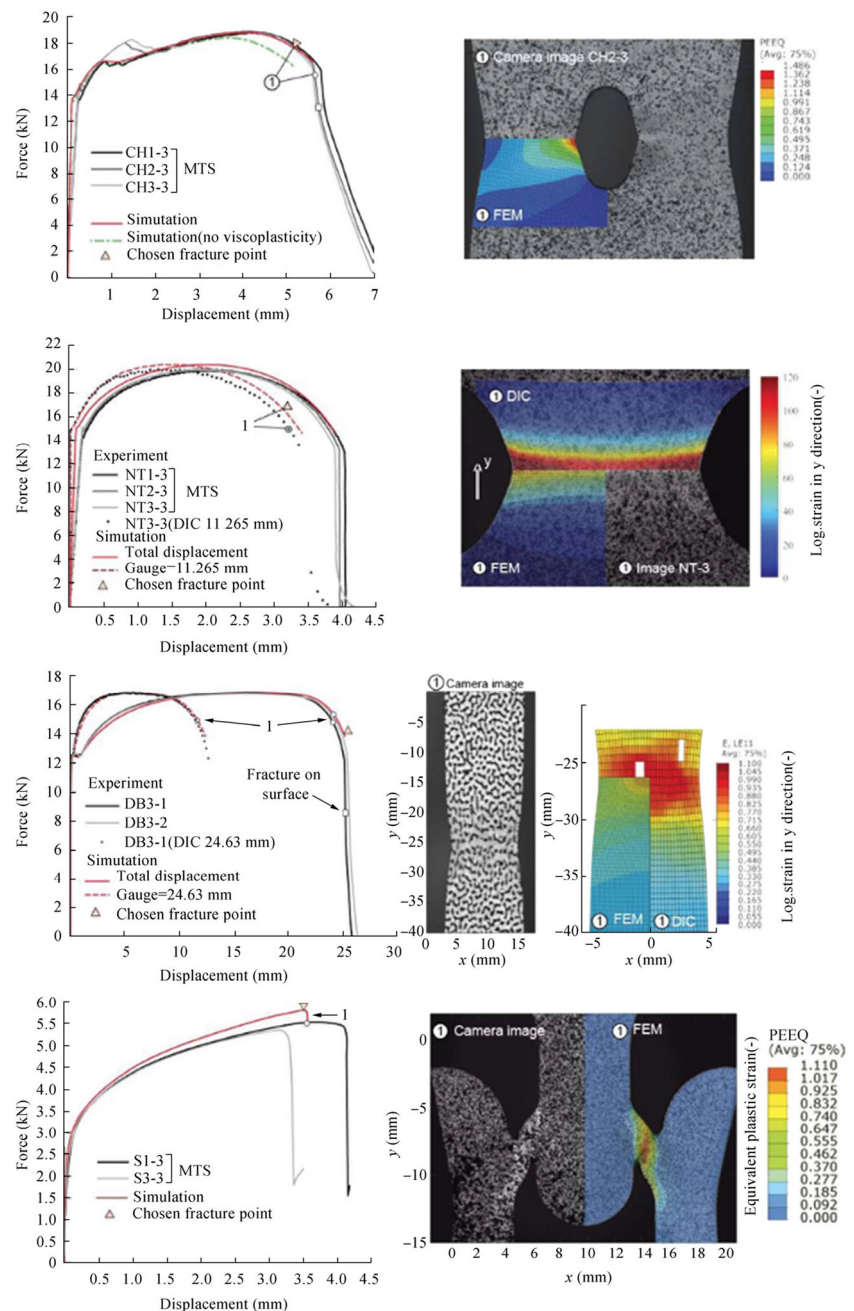 20
18
16
14
12
10
8
6
4
2
0
Force (kN)
1
CH1-3
CH2-3 MTS
CH3-3
Simutation
Simutation(no viscoplasticity)
Chosen fracture point
1 2 3 4 5 6 7
Displacement (mm)
1 Camera image CH2-3
1 FEM
PEEQ
(Avg: 75%)
1.486
1.362
1.238
1.114
0.991
0.867
0.743
0.619
0.495
0.371
0.248
0.124
0.000
22
20
18
16
14
12
10
8
6
4
2
0
Force (kN)
1
Experiment
NT1-3
NT2-3 MTS
NT3-3
NT3-3(DIC 11 265 mm)
Simulation
Total displacement
Gauge=11.265 mm
Chosen fracture point
0.5 1.0 1.5 2.0 2.5 3.0 3.5 4.0 4.5
Displacement (mm)
1 DIC
y
1 FEM
1 Image NT-3
120
100
80
60
40
20
0
Log.strain in y direction(-)
18
16
14
12
10
8
6
4
2
0
Force (kN)
1
Fracture on
surface
Experiment
DB3-1
DB3-2
DB3-1(DIC 24.63 mm)
Simulation
Total displacement
Gauge=24.63 mm
Chosen fracture point
5 10 15 20 25 30
Displacement (mm)
1 Camera image
-5
-10
-15
-20
-25
-30
-35
-40
y (mm)
0 5 10 15
x (mm)
-25
-30
-35
-40
y (mm)
1 FEM
1 DIC
-5 0 5
x (mm)
E, LE11
Avg: 75%)
1.100
1.045
0.990
0.935
0.880
0.825
0.770
0.715
0.660
0.605
0.550
0.495
0.440
0.385
0.330
0.275
0.220
0.165
0.110
0.055
0.000
Log.strain in y direction(-)
6.0
5.5
5.0
4.5
4.0
3.5
3.0
2.5
2.0
1.5
1.0
0.5
0.0
Force (kN)
1
S1-3
S3-3 MTS
Simulation
Chosen fracture point
0.5 1.0 1.5 2.0 2.5 3.0 3.5 4.0 4.5
Displacement (mm)
1 Camera image
1 FEM
0
-5
-10
-15
y (mm)
0 2 4 6 8 10 12 14 16 18 20
x (mm)
Equivalent plaastic strain(-)
PEEQ
(Avg: 75%)
1.110
1.017
0.925
0.832
0.740
0.647
0.555
0.462
0.370
0.277
0.185
0.092
0.000